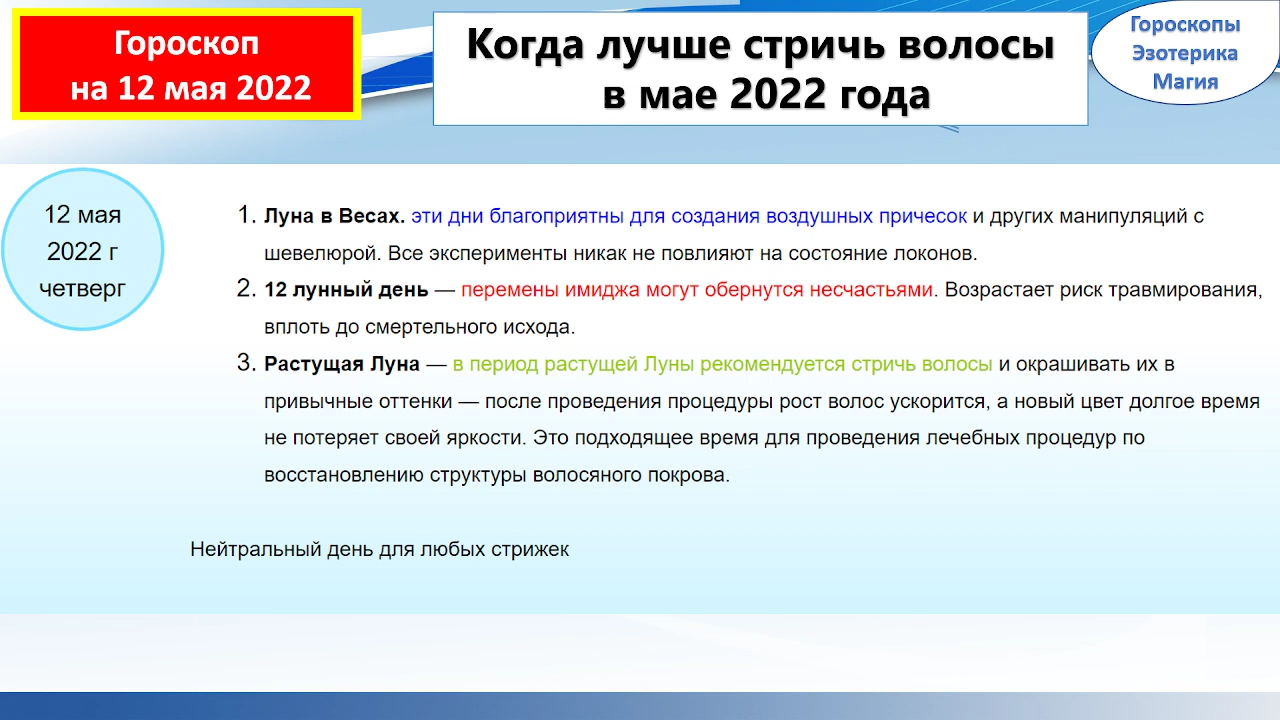 Гороскоп
на 12 мая 2022
Когда лучше стричь волосы
в мае 2022 года
Гороскопы
Эзотерика
Магия
12 мая
2022 г
четверг
1. Луна в Весах. эти дни благоприятны для создания воздушных причесок и других манипуляций с
шевелюрой. Все эксперименты никак не повлияют на состояние локонов.
2. 12 лунный день — перемены имиджа могут обернутся несчастьями. Возрастает риск травмирования,
вплоть до смертельного исхода.
3. Растущая Луна — в период растущей Луны рекомендуется стричь волосы и окрашивать их в
привычные оттенки — после проведения процедуры рост волос ускорится, а новый цвет долгое время
не потеряет своей яркости. Это подходящее время для проведения лечебных процедур по
восстановлению структуры волосяного покрова.
Нейтральный день для любых стрижек